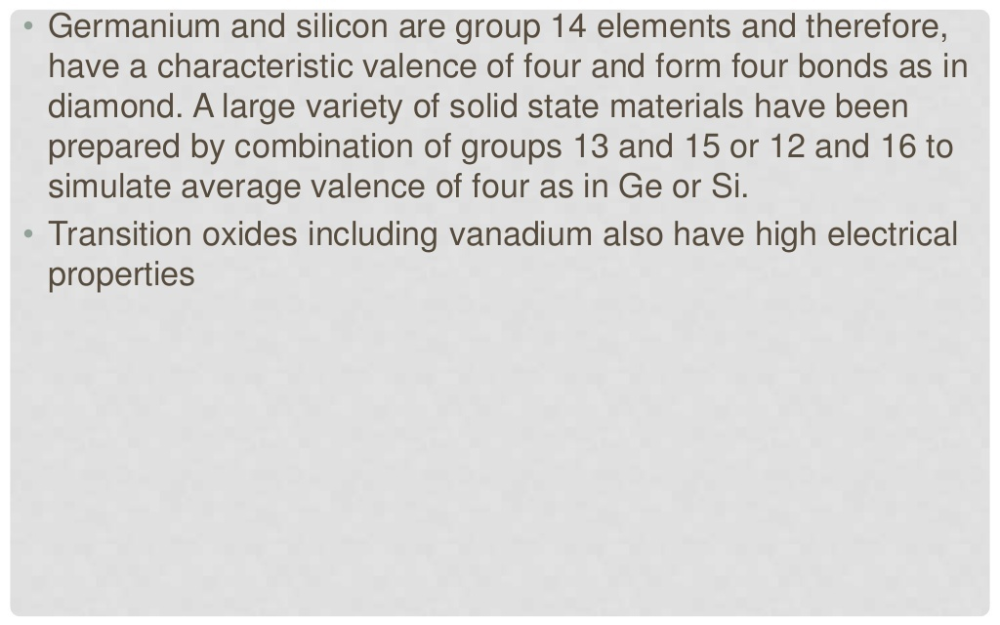 • Germanium and silicon are group 14 elements and therefore,
have a characteristic valence of four and form four bonds as in
diamond. A large variety of solid state materials have been
prepared by combination of groups 13 and 15 or 12 and 16 to
simulate average valence of four as in Ge or Si.
• Transition oxides including vanadium also have high electrical
properties